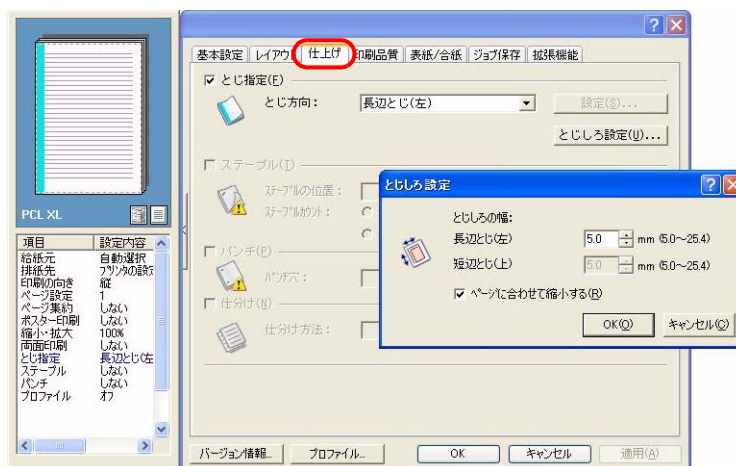 PCL XL
項目 設定内容
給紙元 自動選択
排紙先 プリンタの設定
印刷の向き 縦
ページ設定 1
ページ集約 しない
ポスター印刷 しない
縮小・拡大 100%
両面印刷 しない
とじ指定 長辺とじ(左
ステープル しない
パンチ しない
プロファイル オフ
基本設定 レイアウ 仕上げ 印刷品質 表紙/合紙 ジョブ保存 拡張機能
とじ指定(F)
とじ方向: 長辺とじ(左) 設定(S)...
とじしろ設定(U)...
ステープル(T)
ステープルの位置:
ステープルカウント:
パンチ(P)
パンチ穴:
仕分け(N)
仕分け方法:
とじしろ設定
とじしろの幅:
長辺とじ(左) 5.0 mm (5.0~25.4)
短辺とじ(上) 5.0 mm (5.0~25.4)
ページに合わせて縮小する(R)
OK(O) キャンセル(C)
バージョン情報... プロファイル... OK キャンセル 適用(A)